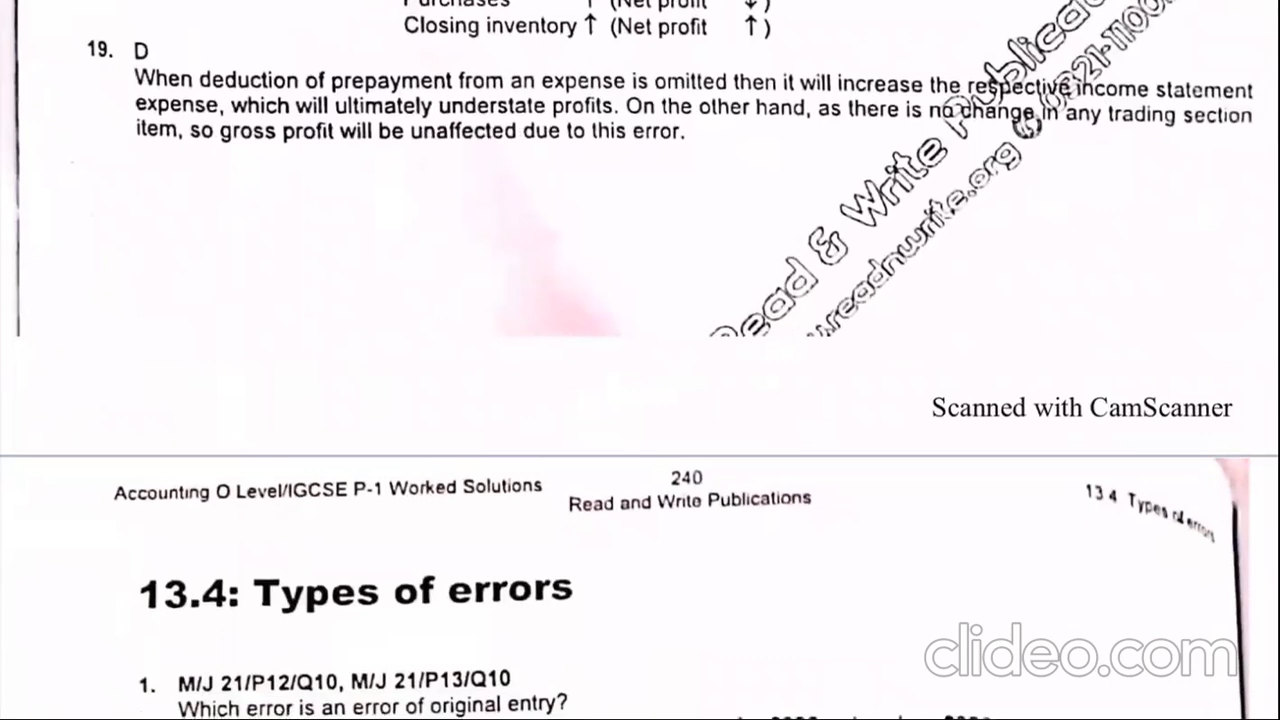 Closing inventory ↑ (Net profit ↑)
19. D
When deduction of prepayment from an expense is omitted then it will increase the respective income statement
expense, which will ultimately understate profits. On the other hand, as there is no change in any trading section
item, so gross profit will be unaffected due to this error.
Read & Write
readnwrite.org
Scanned with CamScanner
Accounting O Level/IGCSE P-1 Worked Solutions
240
Read and Write Publications
13 4 Types of errors
13.4: Types of errors
1. M/J 21/P12/Q10, M/J 21/P13/Q10
Which error is an error of original entry?
clideo.com